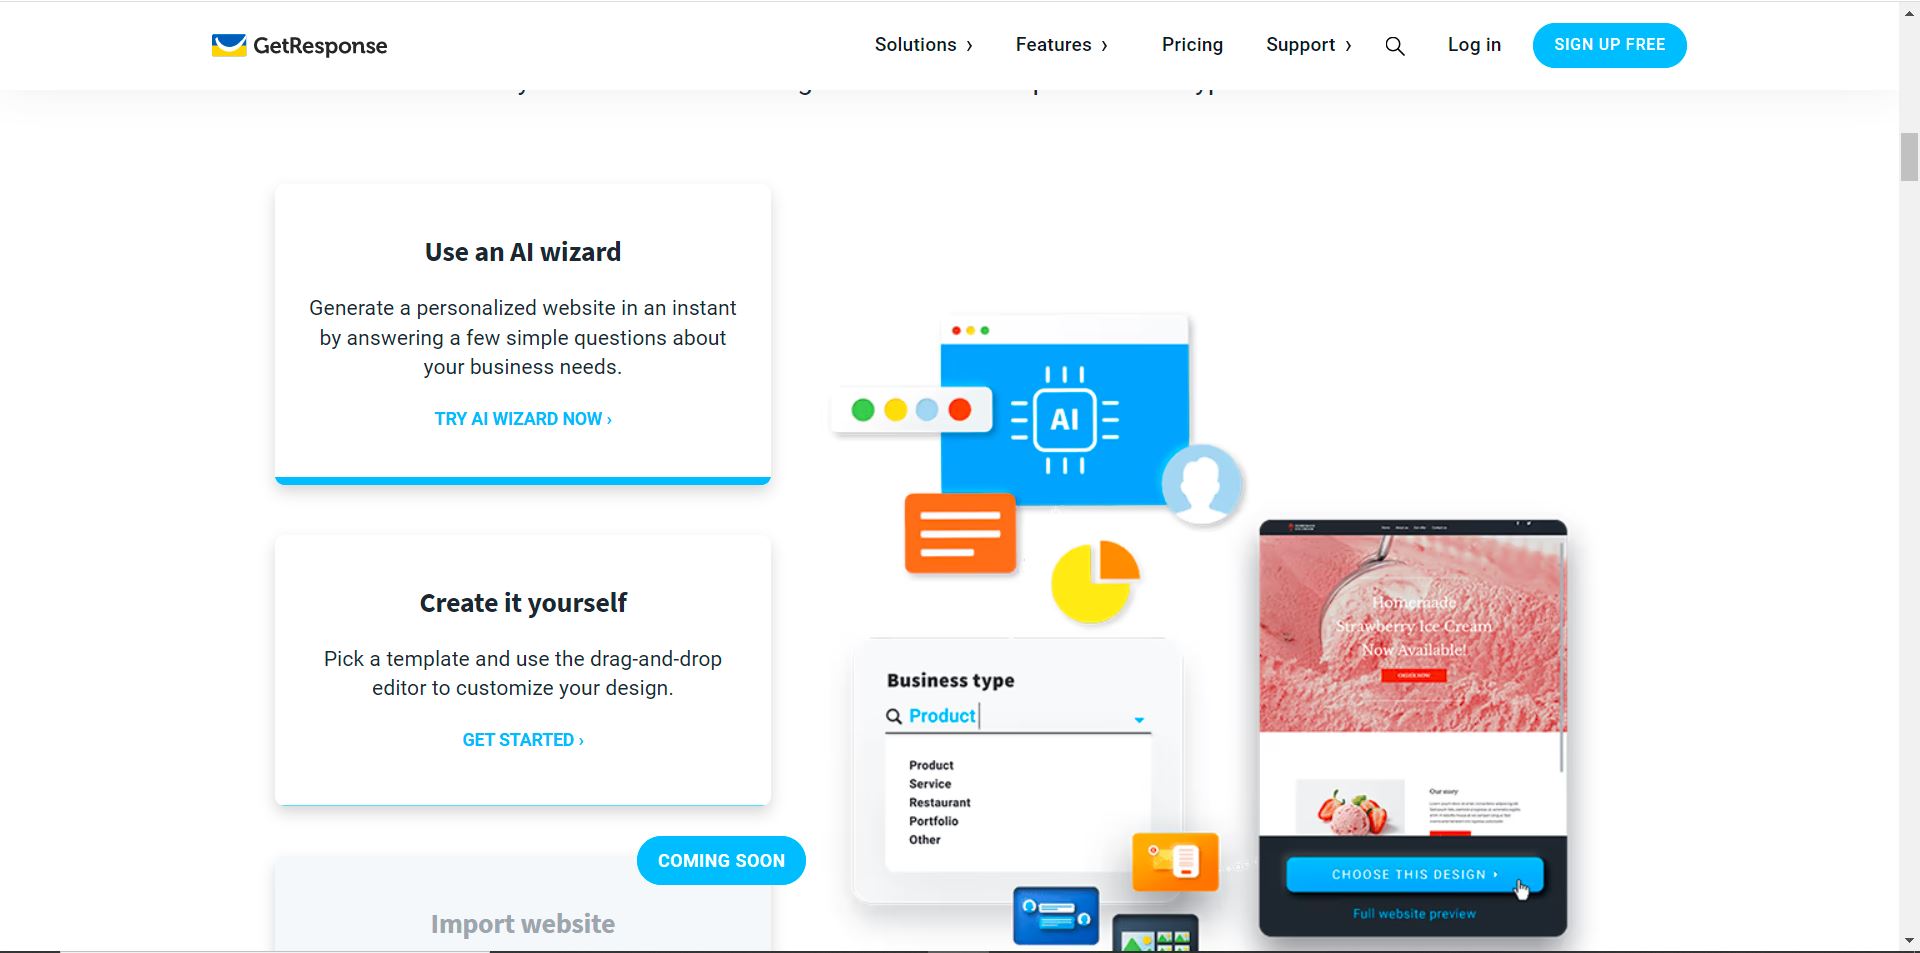 GetResponse
Solutions ›
Features ›
Pricing
Support ›
Log in
SIGN UP FREE
Use an AI wizard
Generate a personalized website in an instant
by answering a few simple questions about
your business needs.
TRY AI WIZARD NOW ›
Create it yourself
Pick a template and use the drag-and-drop
editor to customize your design.
GET STARTED ›
COMING SOON
Import website
AI
Business type
Product
Product
Service
Restaurant
Portfolio
Other
Homemade
Strawberry Ice Cream
Now Available!
ORDER NOW
Our story
CHOOSE THIS DESIGN ›
Full website preview